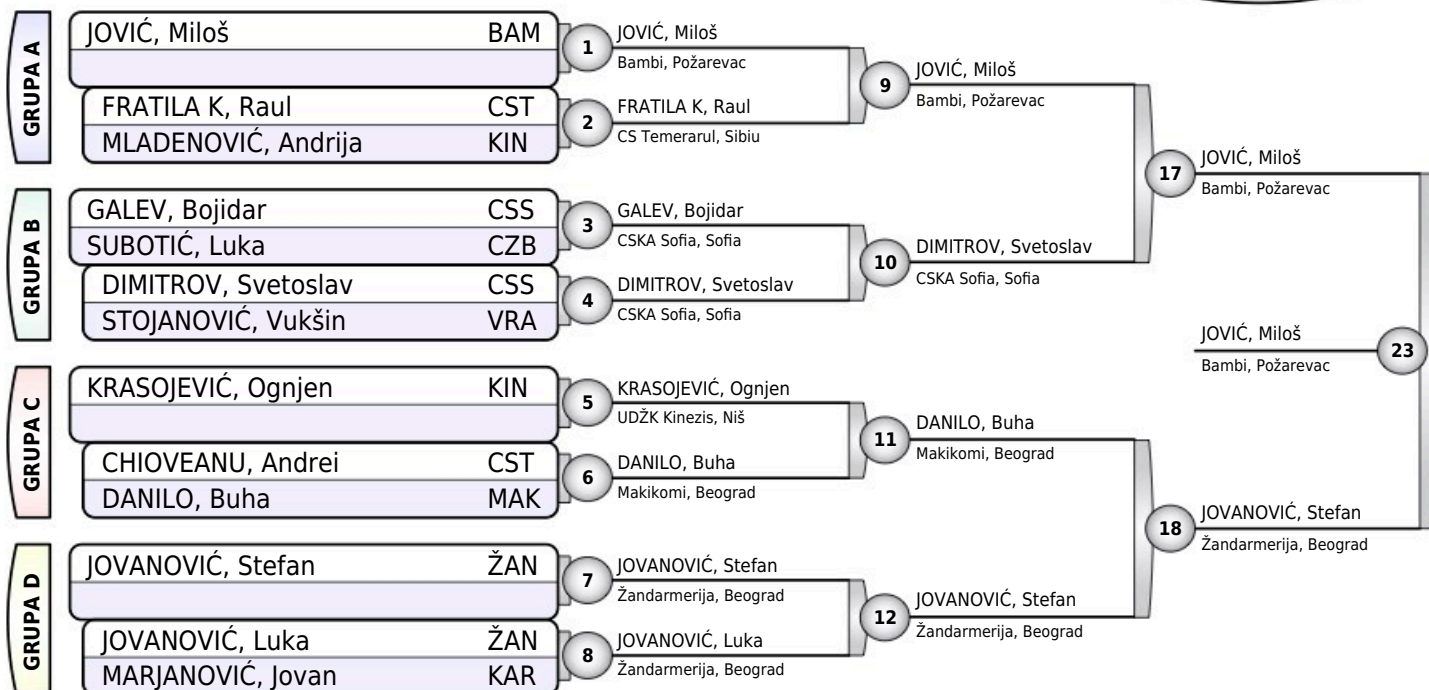 GRUPA A
JOVIĆ, Miloš BAM
FRATILA K, Raul CST
MLADENOVIĆ, Andrija KIN
GRUPA B
GALEV, Bojidar CSS
SUBOTIĆ, Luka CZB
DIMITROV, Svetoslav CSS
STOJANOVIĆ, Vukšin VRA
GRUPA C
KRASOJEVIĆ, Ognjen KIN
CHIOVEANU, Andrei CST
DANILO, Buha MAK
GRUPA D
JOVANOVIĆ, Stefan ŽAN
JOVANOVIĆ, Luka ŽAN
MARJANOVIĆ, Jovan KAR
1
JOVIĆ, Miloš
Bambi, Požarevac
2
FRATILA K, Raul
CS Temerarul, Sibiu
3
GALEV, Bojidar
CSKA Sofia, Sofia
4
DIMITROV, Svetoslav
CSKA Sofia, Sofia
5
KRASOJEVIĆ, Ognjen
UDŽK Kinezis, Niš
6
DANILO, Buha
Makikomi, Beograd
7
JOVANOVIĆ, Stefan
Žandarmerija, Beograd
8
JOVANOVIĆ, Luka
Žandarmerija, Beograd
9
JOVIĆ, Miloš
Bambi, Požarevac
10
DIMITROV, Svetoslav
CSKA Sofia, Sofia
11
DANILO, Buha
Makikomi, Beograd
12
JOVANOVIĆ, Stefan
Žandarmerija, Beograd
17
JOVIĆ, Miloš
Bambi, Požarevac
18
JOVANOVIĆ, Stefan
Žandarmerija, Beograd
JOVIĆ, Miloš
Bambi, Požarevac
23